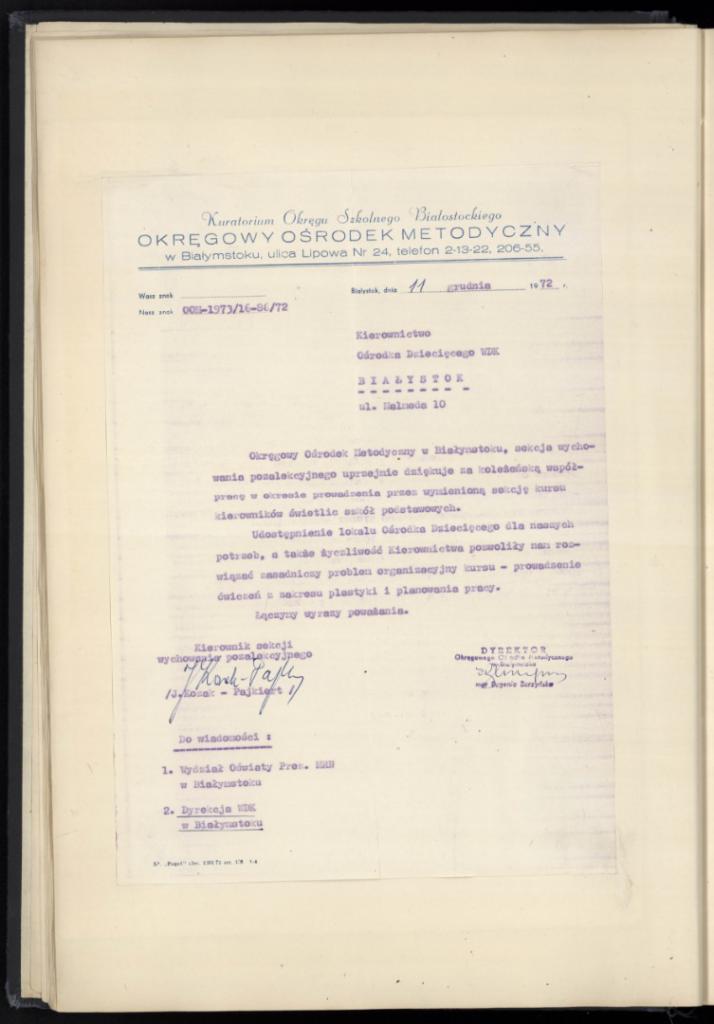 Kuratorium Okręgu Szkolnego Białostockiego
OKRĘGOWY OŚRODEK METODYCZNY
w Białymstoku, ulica Lipowa Nr 24, telefon 2-13-22, 206-55.
Wasz znak
Białystok, dnia 11 grudnia 1972 r.
Nasz znak OOM-1973/16-86/72
Kierownictwo
Ośrodka Dziecięcego WDK
BIAŁYSTOK
ul. Malmeda 10
Okręgowy Ośrodek Metodyczny w Białymstoku, sekcja wycho-
wania pozalekcyjnego uprzejmie dziękuje za koleżeńską współ-
pracę w okresie prowadzenia przez wymienioną sekcję kursu
kierowników świetlic szkół podstawowych.
Udostępnienie lokalu Ośrodka Dziecięcego dla naszych
potrzeb, a także życzliwość Kierownictwa pozwoliły nam roz-
wiązać zasadniczy problem organizacyjny kursu - prowadzenie
ćwiczeń z zakresu plastyki i planowania pracy.
Łączymy wyrazy poważania.
Kierownik sekcji
wychowania pozalekcyjnego
/J.Kozak - Pajkiert /
DYREKTOR
Okręgowego Ośrodka Metodycznego
w Białymstoku
mgr Eugenia
Do wiadomości :
1. Wydział Oświaty Prez. MRN
w Białymstoku
2. Dyrekcja WDK
w Białymstoku